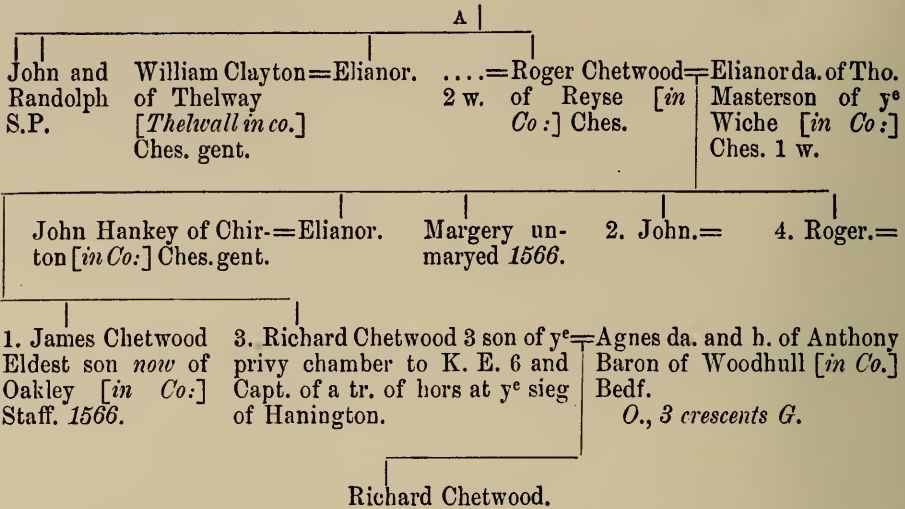 A
John and
Randolph
S.P.
William Clayton=Elianor.
of Thelway
[Thelwall in co.]
Ches. gent.
....=Roger Chetwood=Elianor da. of Tho.
2 w. of Reyse [in
Co:] Ches.
Masterson of yᵉ
Wiche [in Co:]
Ches. 1 w.
John Hankey of Chir-=Elianor.
ton [in Co:] Ches. gent.
Margery un-
maryed 1566.
2. John.=
4. Roger.=
1. James Chetwood
Eldest son now of
Oakley [in Co:]
Staff. 1566.
3. Richard Chetwood 3 son of yᵉ=Agnes da. and h. of Anthony
privy chamber to K. E. 6 and
Capt. of a tr. of hors at yᵉ sieg
of Hanington.
Baron of Woodhull [in Co.]
Bedf.
O., 3 crescents G.
Richard Chetwood.